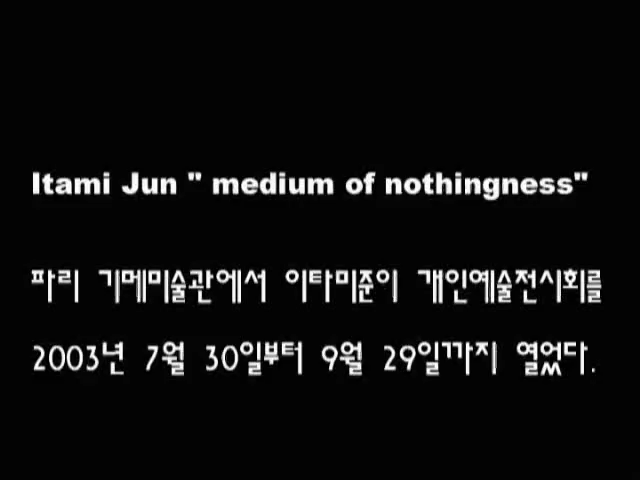 Itami Jun " medium of nothingness"
파리 기메미술관에서 이타미준이 개인예술전시회를
2003년 7월 30일부터 9월 29일까지 열었다.